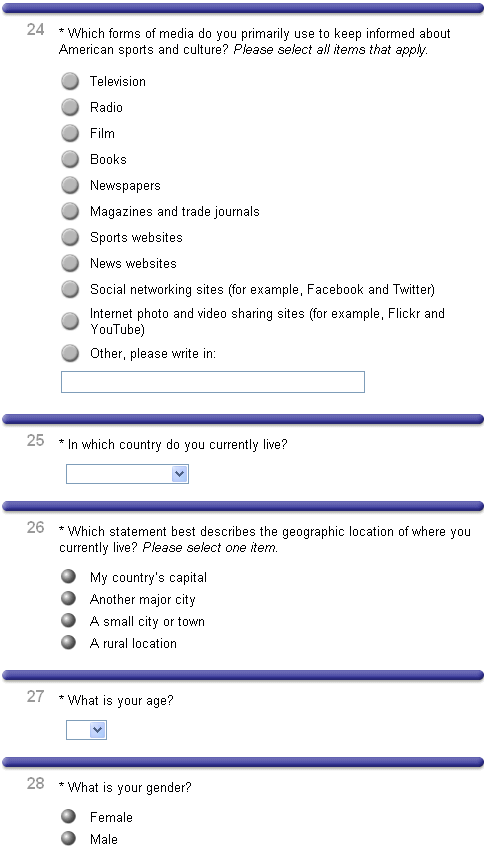 24 * Which forms of media do you primarily use to keep informed about
American sports and culture? Please select all items that apply.
Television
Radio
Film
Books
Newspapers
Magazines and trade journals
Sports websites
News websites
Social networking sites (for example, Facebook and Twitter)
Internet photo and video sharing sites (for example, Flickr and
YouTube)
Other, please write in:
25 * In which country do you currently live?
26 * Which statement best describes the geographic location of where you
currently live? Please select one item.
My country's capital
Another major city
A small city or town
A rural location
27 * What is your age?
28 * What is your gender?
Female
Male